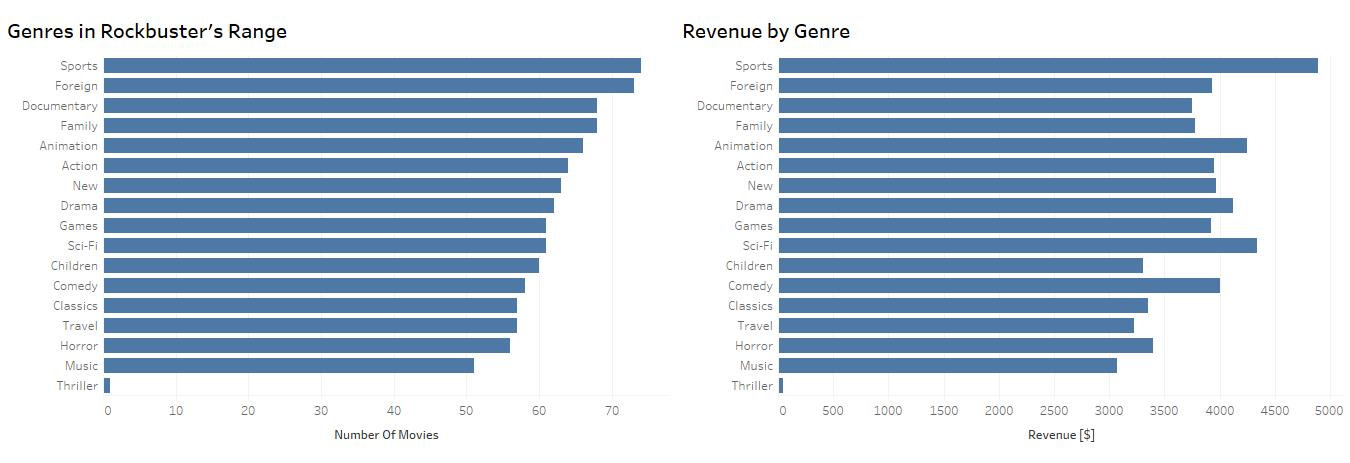 Genres in Rockbuster’s Range
Sports
Foreign
Documentary
Family
Animation
Action
New
Drama
Games
Sci-Fi
Children
Comedy
Classics
Travel
Horror
Music
Thriller
0 10 20 30 40 50 60 70
Number Of Movies
Revenue by Genre
Sports
Foreign
Documentary
Family
Animation
Action
New
Drama
Games
Sci-Fi
Children
Comedy
Classics
Travel
Horror
Music
Thriller
0 500 1000 1500 2000 2500 3000 3500 4000 4500 5000
Revenue [$]